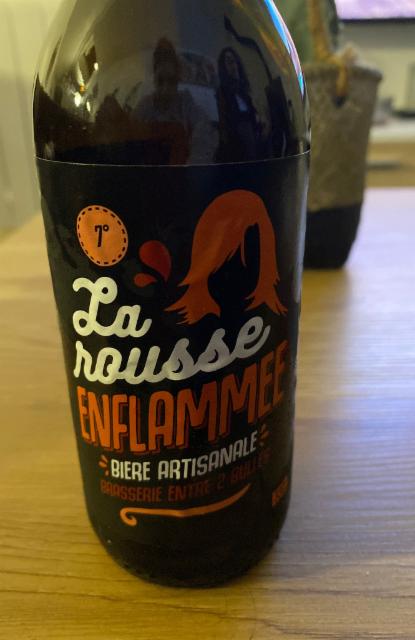 7°
La
rousse
ENFLAMMEE
BIERE ARTISANALE
BRASSERIE ENTRE 2 BULLES